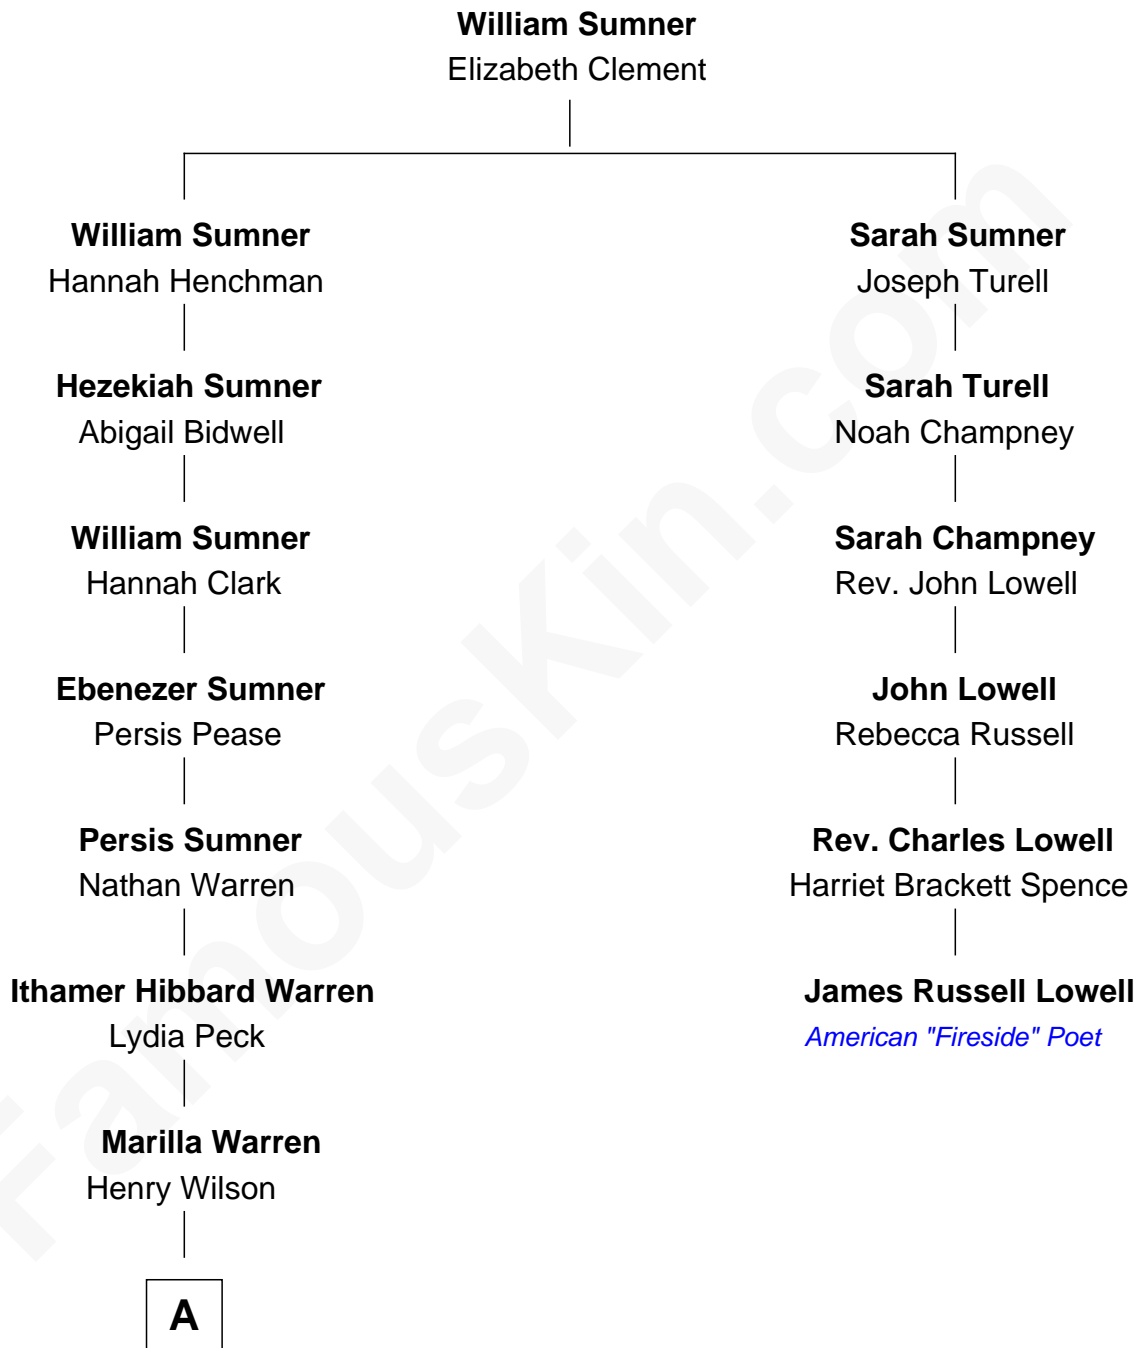 William Sumner
Elizabeth Clement
William Sumner
Hannah Henchman
Sarah Sumner
Joseph Turell
Hezekiah Sumner
Abigail Bidwell
Sarah Turell
Noah Champney
William Sumner
Hannah Clark
Sarah Champney
Rev. John Lowell
Ebenezer Sumner
Persis Pease
John Lowell
Rebecca Russell
Persis Sumner
Nathan Warren
Rev. Charles Lowell
Harriet Brackett Spence
Ithamer Hibbard Warren
Lydia Peck
James Russell Lowell
American "Fireside" Poet
Marilla Warren
Henry Wilson
A
FamousKin.com